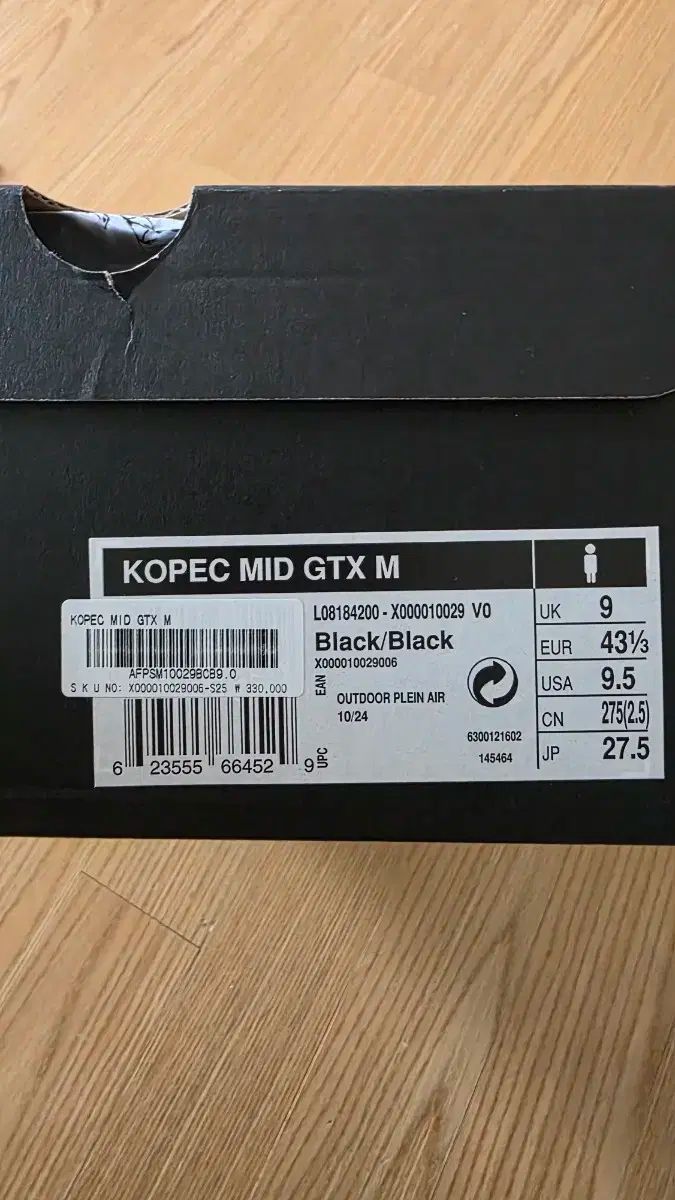 KOPEC MID GTX M
KOPEC MID GTX M
AFPSM10029BCB9.0
S K U NO: X000010029006-S25 ₩ 330,000
6 23555 66452 9
UPC
EAN
L08184200 - X000010029 V0
Black/Black
X000010029006
OUTDOOR PLEIN AIR
10/24
6300121602
145464
UK 9
EUR 43⅓
USA 9.5
CN 275(2.5)
JP 27.5